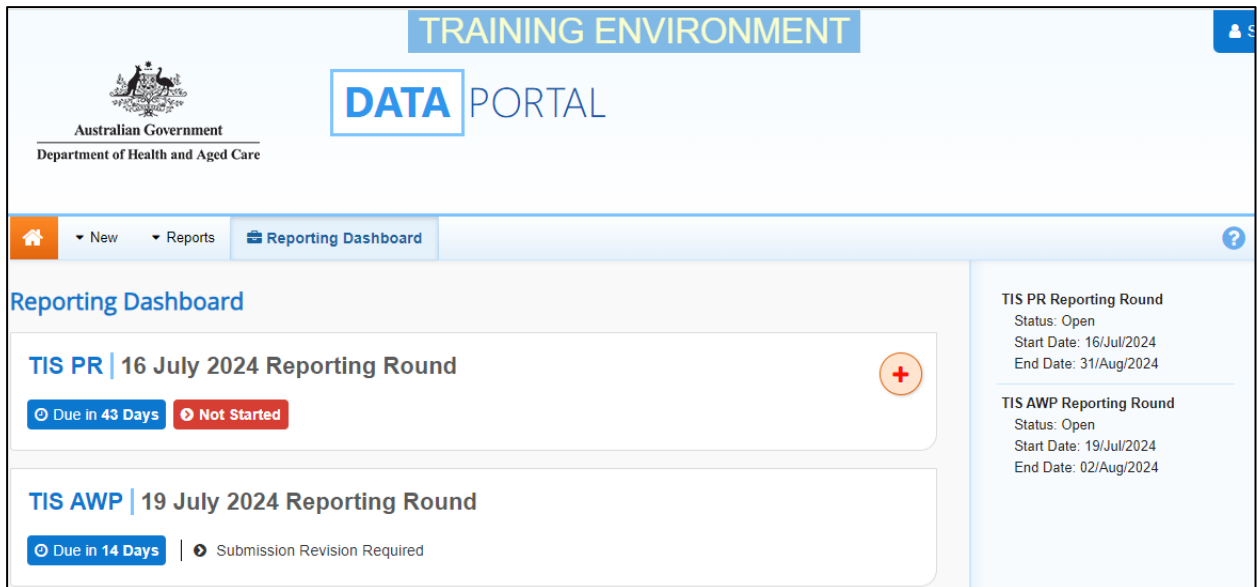 TRAINING ENVIRONMENT
S
Australian Government
Department of Health and Aged Care
DATA PORTAL
New Reports Reporting Dashboard ?
Reporting Dashboard
TIS PR | 16 July 2024 Reporting Round
+
Due in 43 Days Not Started
TIS AWP | 19 July 2024 Reporting Round
Due in 14 Days | Submission Revision Required
TIS PR Reporting Round
Status: Open
Start Date: 16/Jul/2024
End Date: 31/Aug/2024
TIS AWP Reporting Round
Status: Open
Start Date: 19/Jul/2024
End Date: 02/Aug/2024